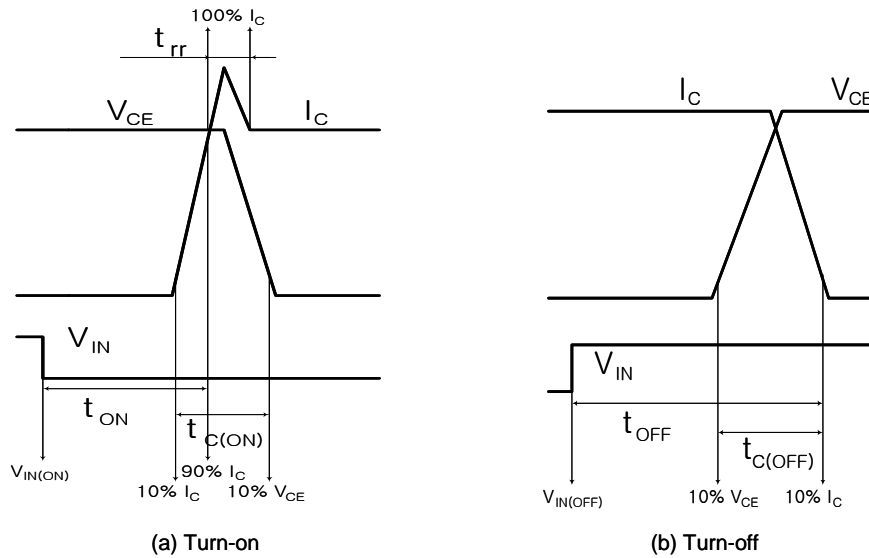 100% I_C
t_rr
V_CE
I_C
V_IN
t_ON
t_C(ON)
V_IN(ON)
90% I_C
10% I_C
10% V_CE
(a) Turn-on
I_C
V_CE
V_IN
t_OFF
t_C(OFF)
V_IN(OFF)
10% V_CE
10% I_C
(b) Turn-off